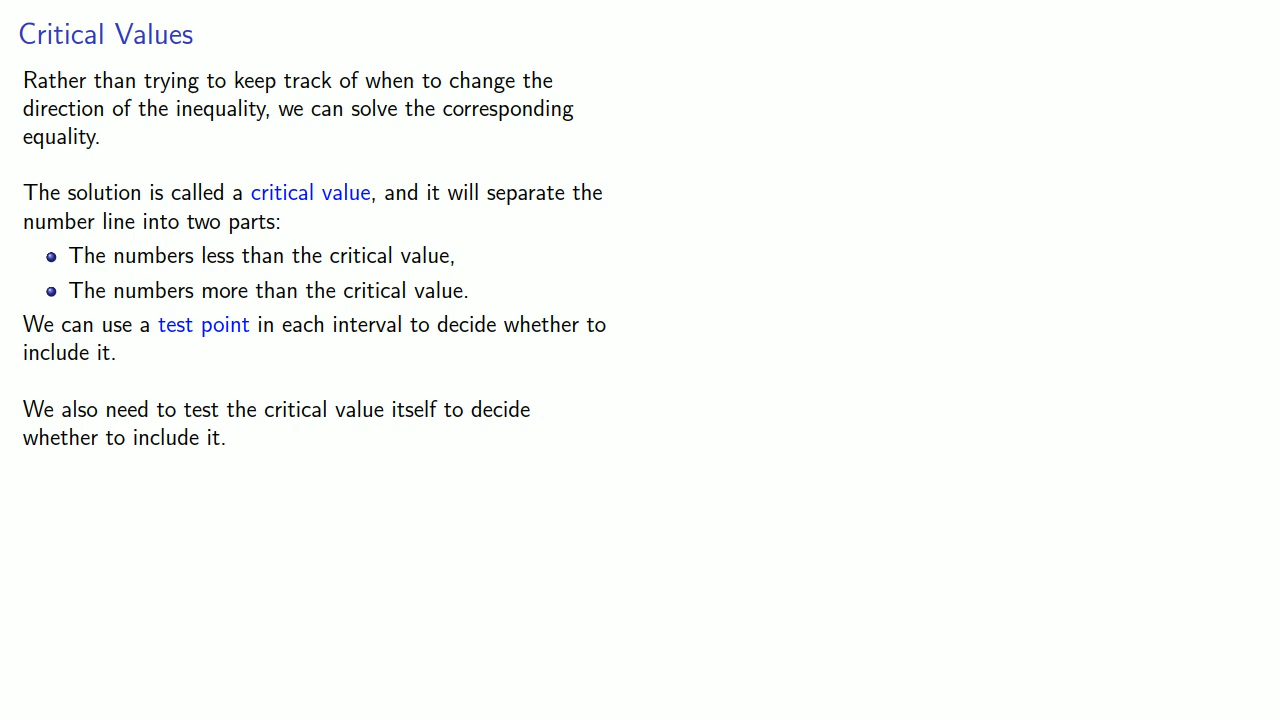 Critical Values
Rather than trying to keep track of when to change the
direction of the inequality, we can solve the corresponding
equality.
The solution is called a critical value, and it will separate the
number line into two parts:
The numbers less than the critical value,
The numbers more than the critical value.
We can use a test point in each interval to decide whether to
include it.
We also need to test the critical value itself to decide
whether to include it.